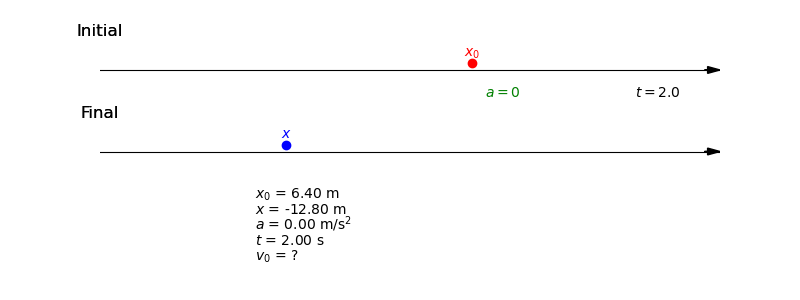 Initial
x₀
a = 0
t = 2.0
Final
x
x₀ = 6.40 m
x = -12.80 m
a = 0.00 m/s²
t = 2.00 s
v₀ = ?